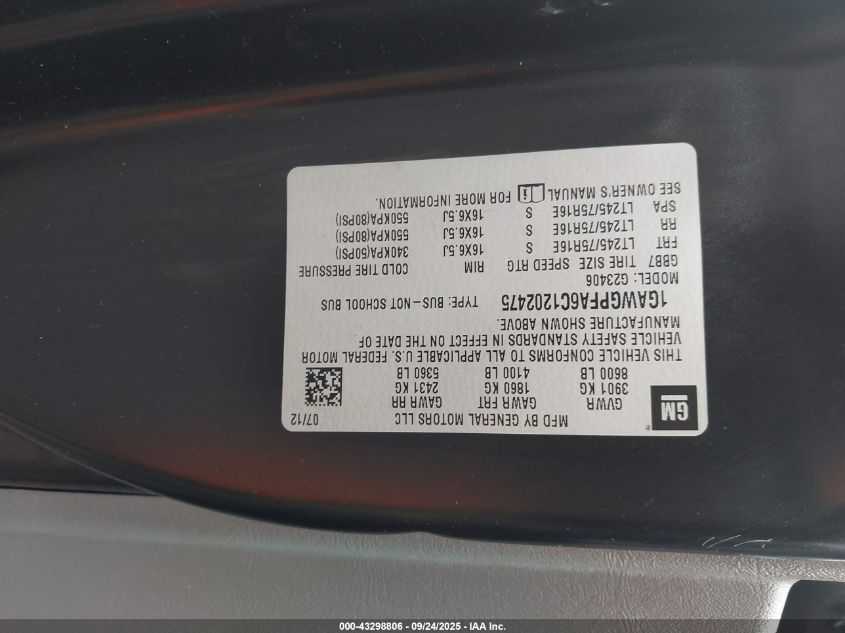 GM
MFD BY GENERAL MOTORS LLC 07/12
GVWR GAWR FRT GAWR RR
3901 KG 1860 KG 2431 KG
8600 LB 4100 LB 5360 LB
THIS VEHICLE CONFORMS TO ALL APPLICABLE U.S. FEDERAL MOTOR
VEHICLE SAFETY STANDARDS IN EFFECT ON THE DATE OF
MANUFACTURE SHOWN ABOVE.
1GAWGPFA6C1202475 TYPE: BUS-NOT SCHOOL BUS
MODEL: G23406
GBB7 TIRE SIZE SPEED RTG RIM COLD TIRE PRESSURE
FRT LT245/75R16E S 16X6.5J 340KPA(50PSI)
RR LT245/75R16E S 16X6.5J 550KPA(80PSI)
SPA LT245/75R16E S 16X6.5J 550KPA(80PSI)
SEE OWNER'S MANUAL FOR MORE INFORMATION.
000-43298806 - 09/24/2025 - IAA Inc.